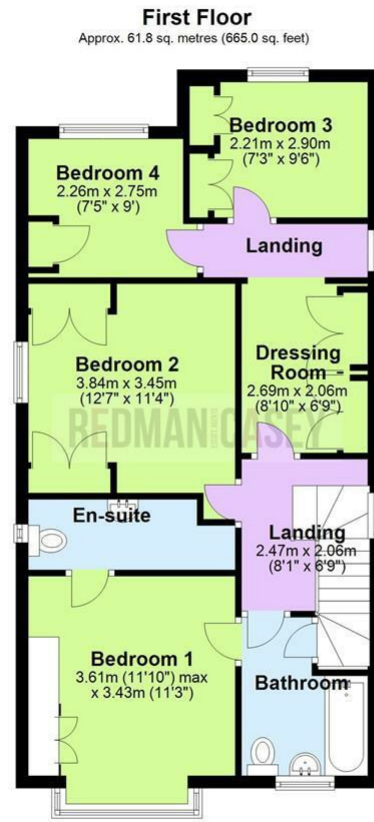 First Floor
Approx. 61.8 sq. metres (665.0 sq. feet)
Bedroom 3
2.21m x 2.90m
(7'3" x 9'6")
Bedroom 4
2.26m x 2.75m
(7'5" x 9')
Landing
Bedroom 2
3.84m x 3.45m
(12'7" x 11'4")
Dressing
Room
2.69m x 2.06m
(8'10" x 6'9")
REDMAN CASEY
En-suite
Landing
2.47m x 2.06m
(8'1" x 6'9")
Bedroom 1
3.61m (11'10") max
x 3.43m (11'3")
Bathroom